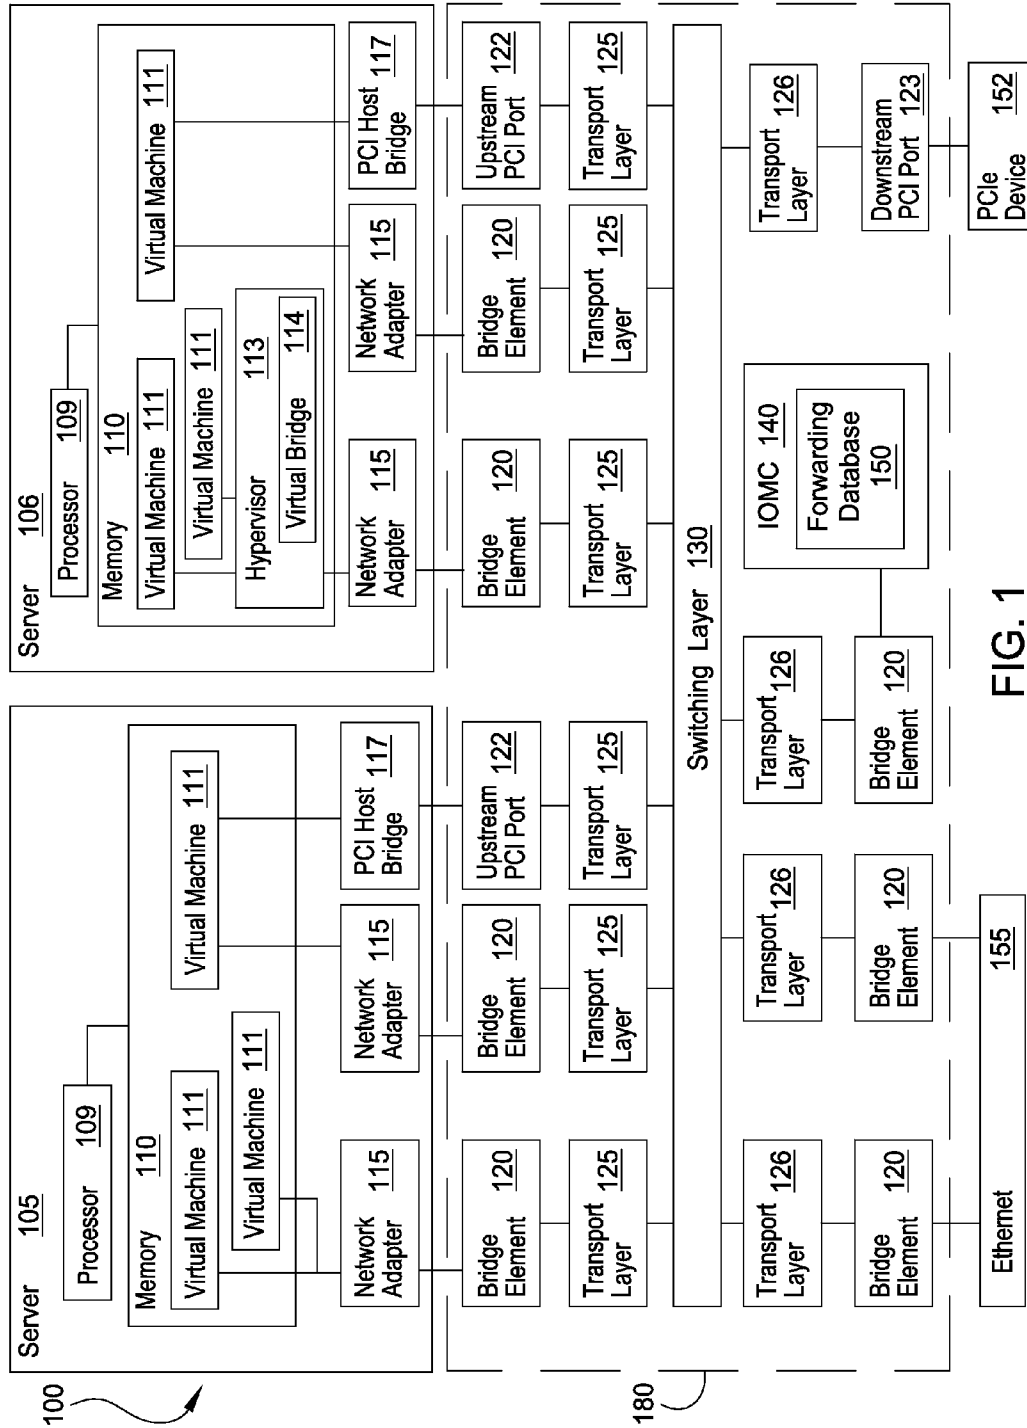 100
Server 105
Processor 109
Memory 110
Virtual Machine 111
Virtual Machine 111
Virtual Machine 111
Network
Adapter 115
Network
Adapter 115
PCI Host
Bridge 117
Server 106
Processor 109
Memory 110
Virtual Machine 111
Virtual Machine 111
Virtual Machine 111
Hypervisor 113
Virtual Bridge 114
Network
Adapter 115
Network
Adapter 115
PCI Host
Bridge 117
180
Bridge
Element 120
Bridge
Element 120
Upstream
PCI Port 122
Bridge
Element 120
Bridge
Element 120
Upstream
PCI Port 122
Transport
Layer 125
Transport
Layer 125
Transport
Layer 125
Transport
Layer 125
Transport
Layer 125
Transport
Layer 125
Switching Layer 130
Transport
Layer 126
Transport
Layer 126
Transport
Layer 126
Transport
Layer 126
Bridge
Element 120
Bridge
Element 120
Bridge
Element 120
IOMC 140
Forwarding
Database
150
Downstream
PCI Port 123
Ethernet 155
PCIe
Device 152
FIG. 1